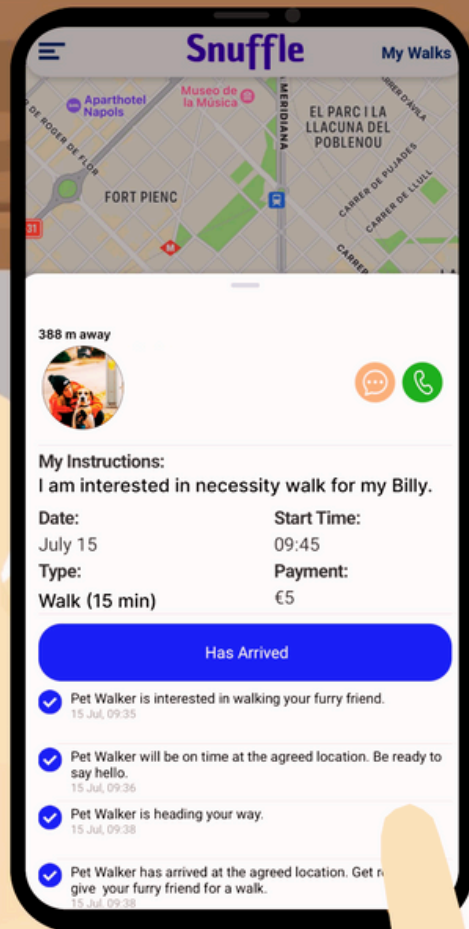 Snuffle
My Walks
Aparthotel
Napols
Museo de
la Música
MERIDIANA
EL PARC I LA
LLACUNA DEL
POBLENOU
DE ROGER DE FLOR
FORT PIENC
CARRER DE PUJADES
CARRER DE LLULL
31
M
388 m away
My Instructions:
I am interested in necessity walk for my Billy.
Date:
Start Time:
July 15
09:45
Type:
Payment:
Walk (15 min)
€5
Has Arrived
Pet Walker is interested in walking your furry friend.
15 Jul, 09:35
Pet Walker will be on time at the agreed location. Be ready to
say hello.
15 Jul, 09:36
Pet Walker is heading your way.
15 Jul, 09:38
Pet Walker has arrived at the agreed location. Get
give your furry friend for a walk.
15 Jul, 09:38